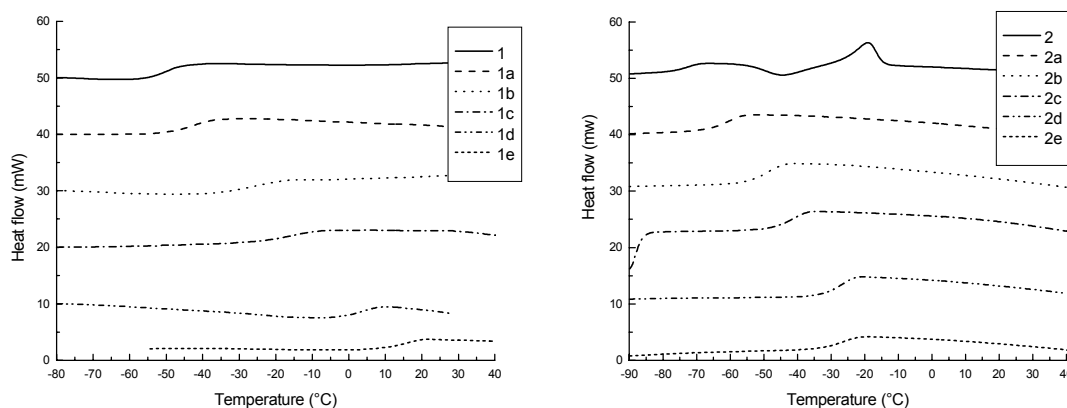 60
50
40
30
20
10
0
Heat flow (mW)
-80 -70 -60 -50 -40 -30 -20 -10 0 10 20 30 40
Temperature (°C)
1
1a
1b
1c
1d
1e
60
50
40
30
20
10
0
Heat flow (mw)
-90 -80 -70 -60 -50 -40 -30 -20 -10 0 10 20 30 40
Temperature (°C)
2
2a
2b
2c
2d
2e